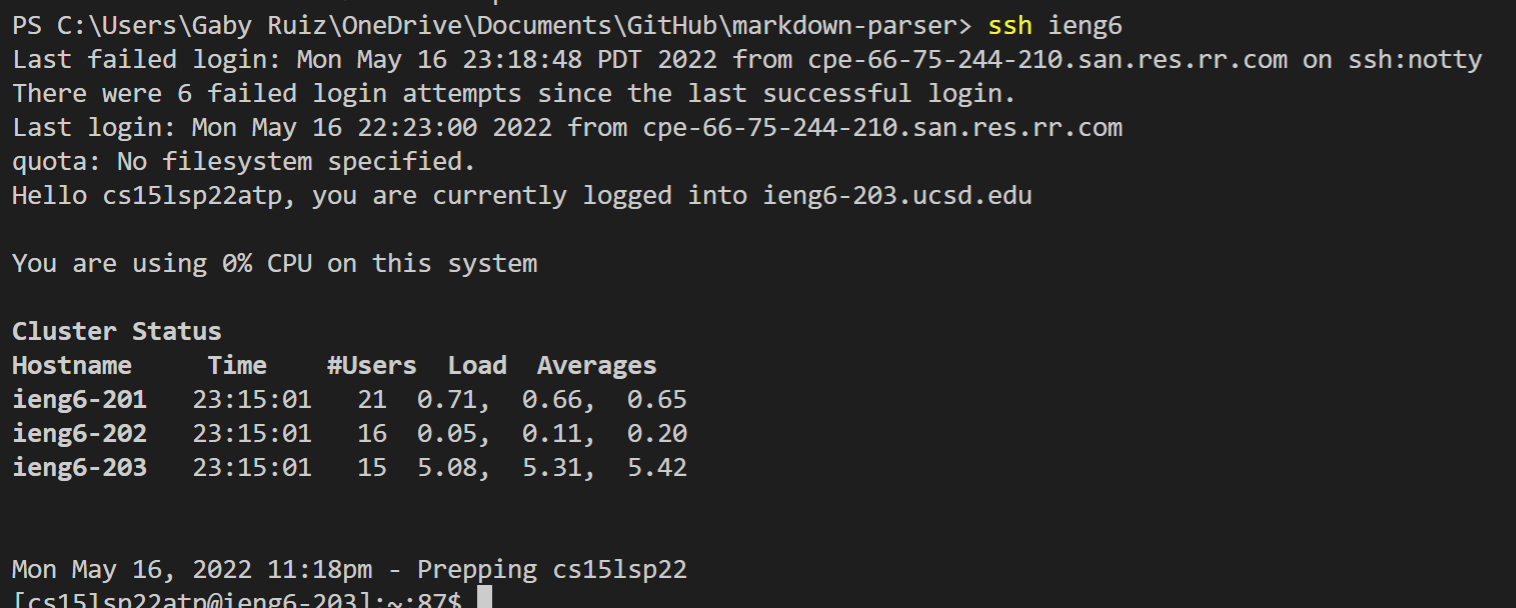 PS C:\Users\Gaby Ruiz\OneDrive\Documents\GitHub\markdown-parser> ssh ieng6
Last failed login: Mon May 16 23:18:48 PDT 2022 from cpe-66-75-244-210.san.res.rr.com on ssh:notty
There were 6 failed login attempts since the last successful login.
Last login: Mon May 16 22:23:00 2022 from cpe-66-75-244-210.san.res.rr.com
quota: No filesystem specified.
Hello cs15lsp22atp, you are currently logged into ieng6-203.ucsd.edu
You are using 0% CPU on this system
Cluster Status
Hostname     Time    #Users  Load  Averages
ieng6-201   23:15:01   21  0.71,  0.66,  0.65
ieng6-202   23:15:01   16  0.05,  0.11,  0.20
ieng6-203   23:15:01   15  5.08,  5.31,  5.42
Mon May 16, 2022 11:18pm - Prepping cs15lsp22
[cs15lsp22atp@ieng6-203]:~:87$